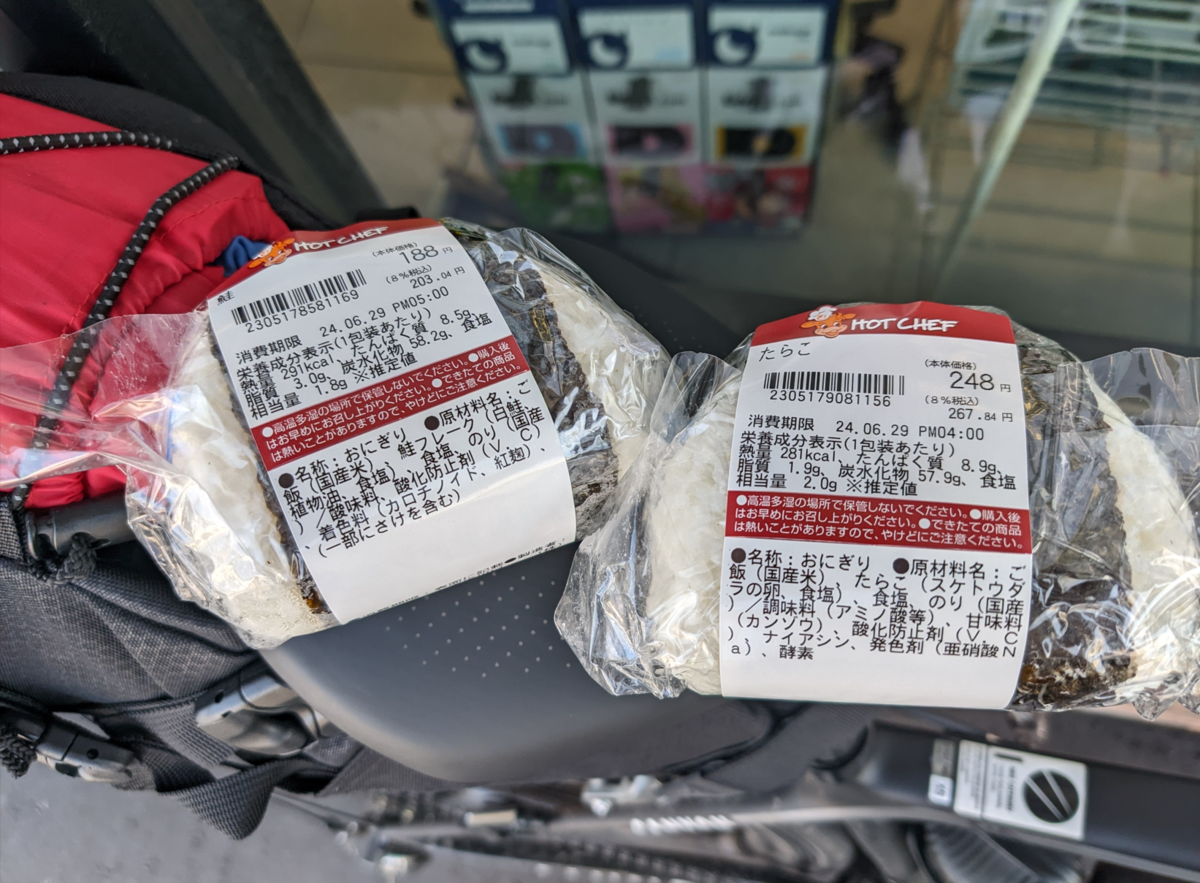 HOT CHEF
鮭
(本体価格)
188 円
(8%税込)
203.04 円
2305178581169
消費期限 24.06.29 PM05:00
栄養成分表示(1包装あたり)
熱量 291kcal、たんぱく質 8.5g、
脂質 3.0g、炭水化物 58.2g、食塩
相当量 1.8g ※推定値
●高温多湿の場所で保管しないでください。●購入後
はお早めにお召し上がりください。●できたての商品
は熱いことがありますので、やけどにご注意ください。
●名称:おにぎり ●原材料名:ご
飯(国産米)、鮭フレーク(白鮭、
植物油、食塩)、食塩、のり(国産
)/酸味料、酸化防止剤(V.C)
、着色料(カロチノイド、紅麹)、
(一部にさけを含む)
HOT CHEF
たらこ
(本体価格)
248 円
(8%税込)
267.84 円
2305179081156
消費期限 24.06.29 PM04:00
栄養成分表示(1包装あたり)
熱量 281kcal、たんぱく質 8.9g、
脂質 1.9g、炭水化物 57.9g、食塩
相当量 2.0g ※推定値
●高温多湿の場所で保管しないでください。●購入後
はお早めにお召し上がりください。●できたての商品
は熱いことがありますので、やけどにご注意ください。
●名称:おにぎり ●原材料名:ご
飯(国産米)、たらこ(スケトウダ
ラの卵、食塩)、食塩、のり(国産
)/調味料(アミノ酸等)、甘味料
(カンゾウ)、酸化防止剤(V.C
)、ナイアシン、発色剤(亜硝酸N
a)、酵素